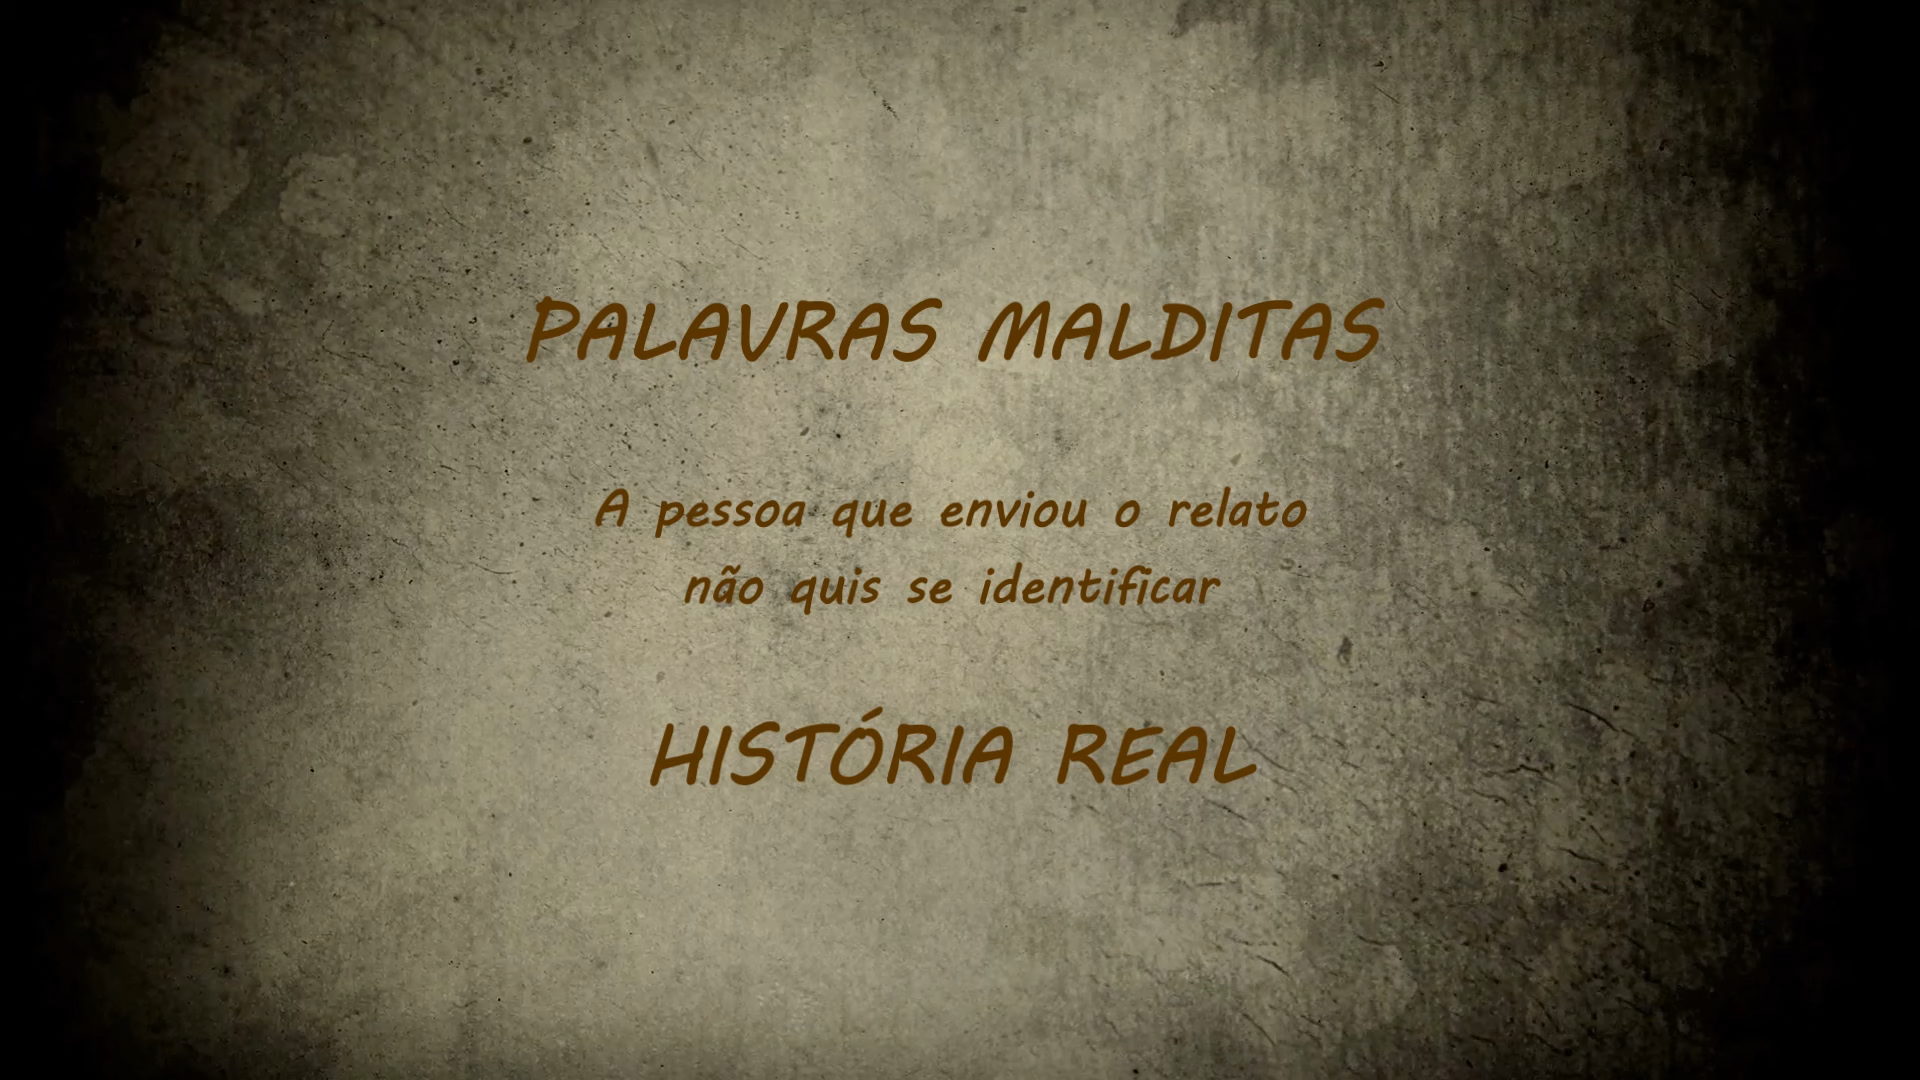 PALAVRAS MALDITAS
A pessoa que enviou o relato
não quis se identificar
HISTÓRIA REAL